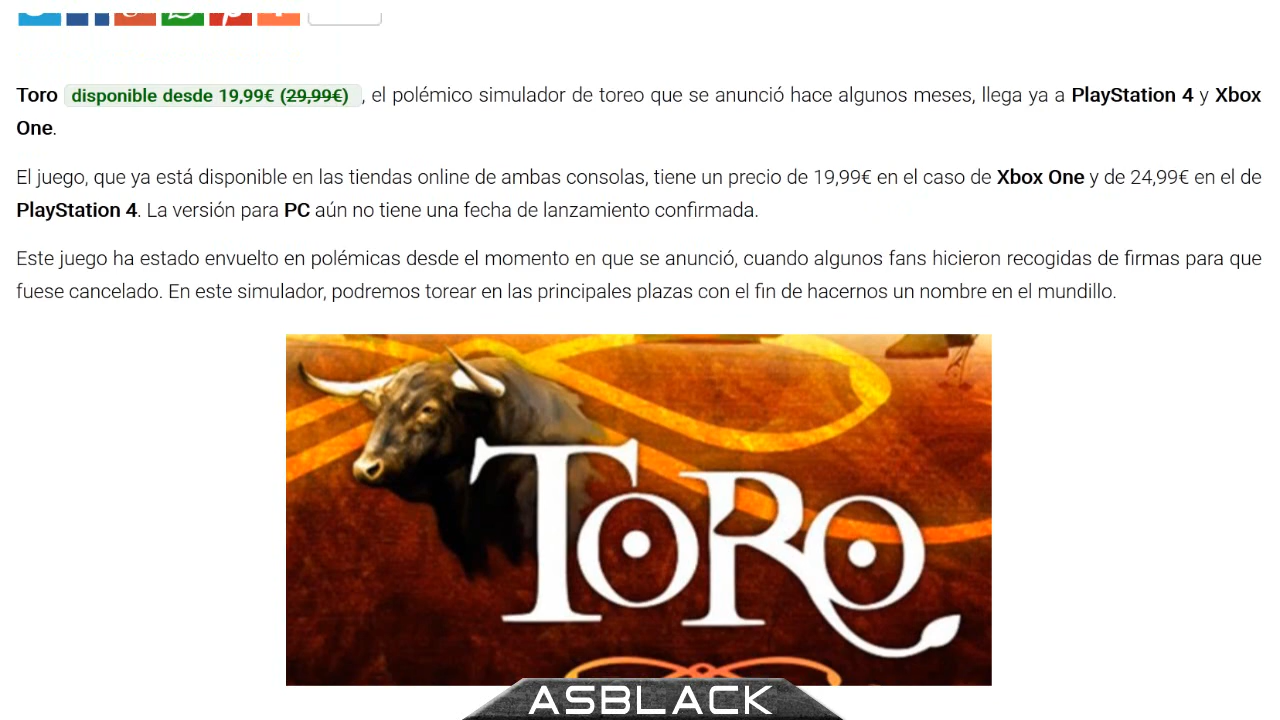 Toro disponible desde 19,99€ (29,99€) , el polémico simulador de toreo que se anunció hace algunos meses, llega ya a PlayStation 4 y Xbox
One.
El juego, que ya está disponible en las tiendas online de ambas consolas, tiene un precio de 19,99€ en el caso de Xbox One y de 24,99€ en el de
PlayStation 4. La versión para PC aún no tiene una fecha de lanzamiento confirmada.
Este juego ha estado envuelto en polémicas desde el momento en que se anunció, cuando algunos fans hicieron recogidas de firmas para que
fuese cancelado. En este simulador, podremos torear en las principales plazas con el fin de hacernos un nombre en el mundillo.
TORO
ASBLACK